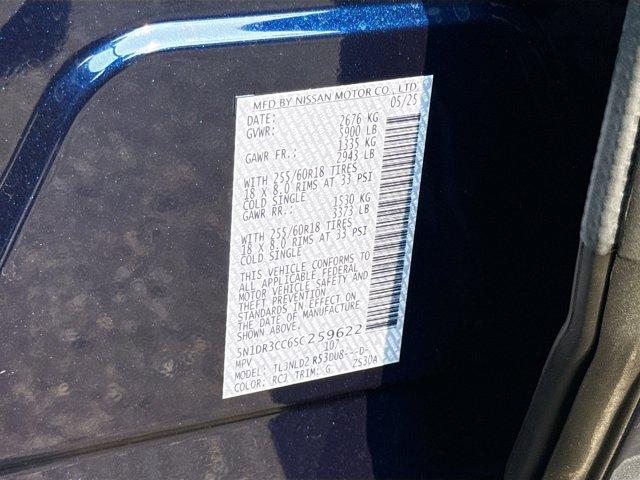 MFD BY NISSAN MOTOR CO., LTD.
DATE: 05/25
GVWR: 2676 KG
5900 LB
GAWR FR.: 1335 KG
2943 LB
WITH 255/60R18 TIRES
18 X 8.0 RIMS AT 33 PSI
COLD SINGLE
GAWR RR.: 1530 KG
3373 LB
WITH 255/60R18 TIRES
18 X 8.0 RIMS AT 33 PSI
COLD SINGLE
THIS VEHICLE CONFORMS TO
ALL APPLICABLE FEDERAL
MOTOR VEHICLE SAFETY AND
THEFT PREVENTION
STANDARDS IN EFFECT ON
THE DATE OF MANUFACTURE
SHOWN ABOVE.
5N1DR3CC6SC259622
MPV 107
MODEL: TL3NLD2 R53DU8---D-
COLOR: RCJ TRIM: G ZS30A